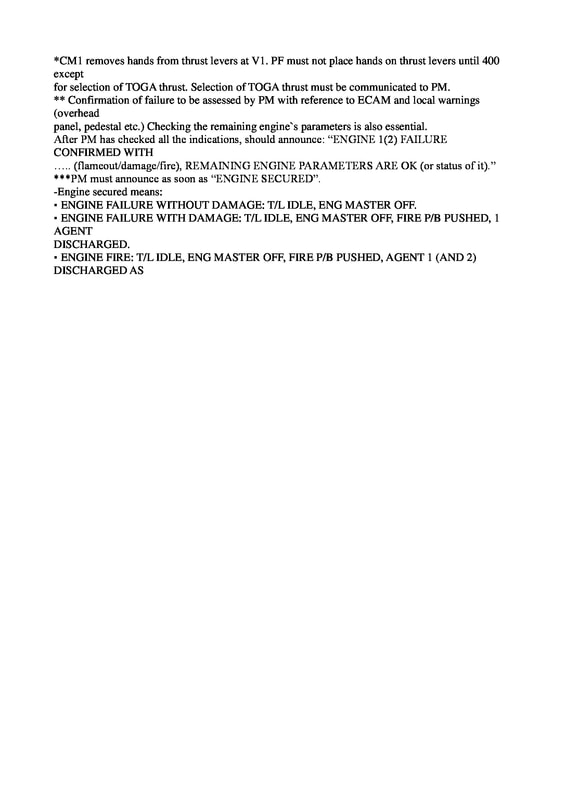 *CM1 removes hands from thrust levers at V1. PF must not place hands on thrust levers until 400
except
for selection of TOGA thrust. Selection of TOGA thrust must be communicated to PM.
** Confirmation of failure to be assessed by PM with reference to ECAM and local warnings
(overhead
panel, pedestal etc.) Checking the remaining engine`s parameters is also essential.
After PM has checked all the indications, should announce: “ENGINE 1(2) FAILURE
CONFIRMED WITH
….. (flameout/damage/fire), REMAINING ENGINE PARAMETERS ARE OK (or status of it).”
***PM must announce as soon as “ENGINE SECURED”.
-Engine secured means:
• ENGINE FAILURE WITHOUT DAMAGE: T/L IDLE, ENG MASTER OFF.
• ENGINE FAILURE WITH DAMAGE: T/L IDLE, ENG MASTER OFF, FIRE P/B PUSHED, 1
AGENT
DISCHARGED.
• ENGINE FIRE: T/L IDLE, ENG MASTER OFF, FIRE P/B PUSHED, AGENT 1 (AND 2)
DISCHARGED AS